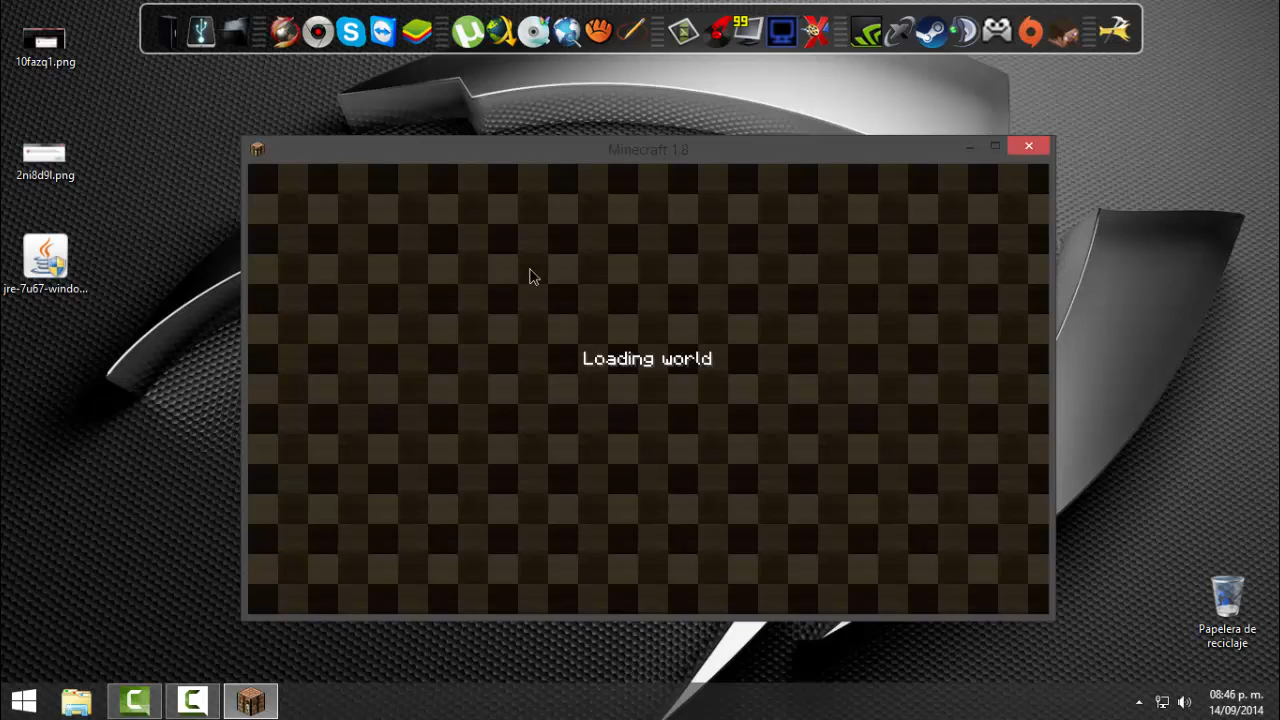 10fazq1.png
99
Minecraft 1.8
2ni8d9l.png
jre-7u67-windo...
Loading world
Papelera de
reciclaje
08:46 p. m.
14/09/2014